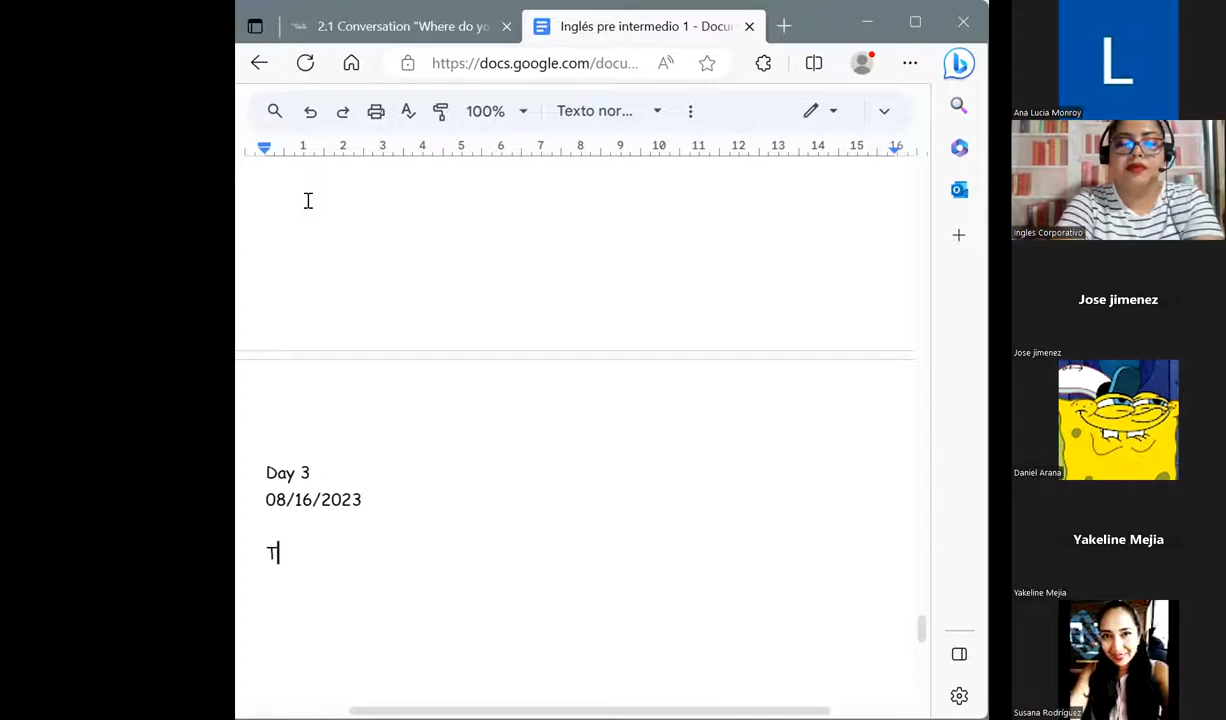 2.1 Conversation "Where do yo
Inglés pre intermedio 1 - Docu
https://docs.google.com/docu...
100%
Texto nor...
1 2 3 4 5 6 7 8 9 10 11 12 13 14 15 16
Day 3
08/16/2023
T
L
Ana Lucia Monroy
Ingles Corporativo
Jose jimenez
Jose jimenez
Daniel Arana
Yakeline Mejia
Yakeline Mejia
Susana Rodríguez